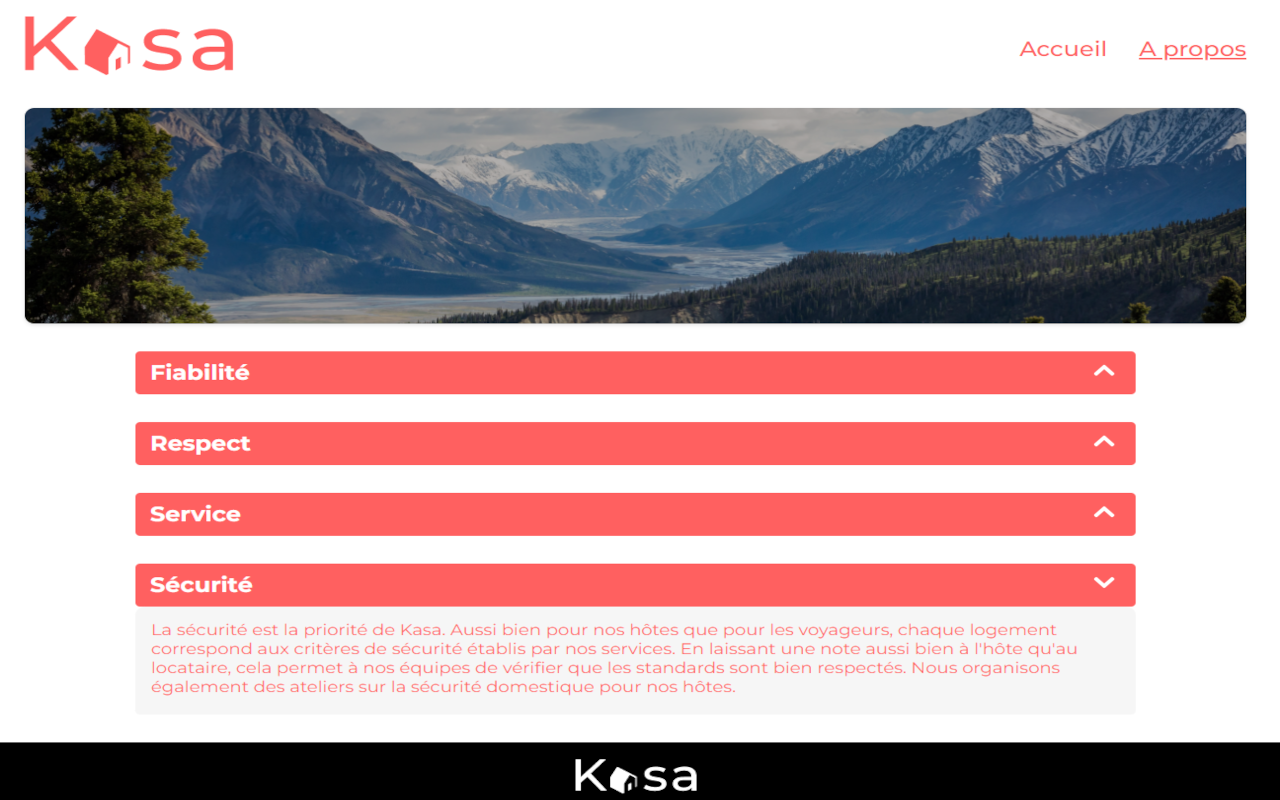 Kasa
Accueil A propos
Fiabilité
Respect
Service
Sécurité
La sécurité est la priorité de Kasa. Aussi bien pour nos hôtes que pour les voyageurs, chaque logement
correspond aux critères de sécurité établis par nos services. En laissant une note aussi bien à l'hôte qu'au
locataire, cela permet à nos équipes de vérifier que les standards sont bien respectés. Nous organisons
également des ateliers sur la sécurité domestique pour nos hôtes.
Kasa